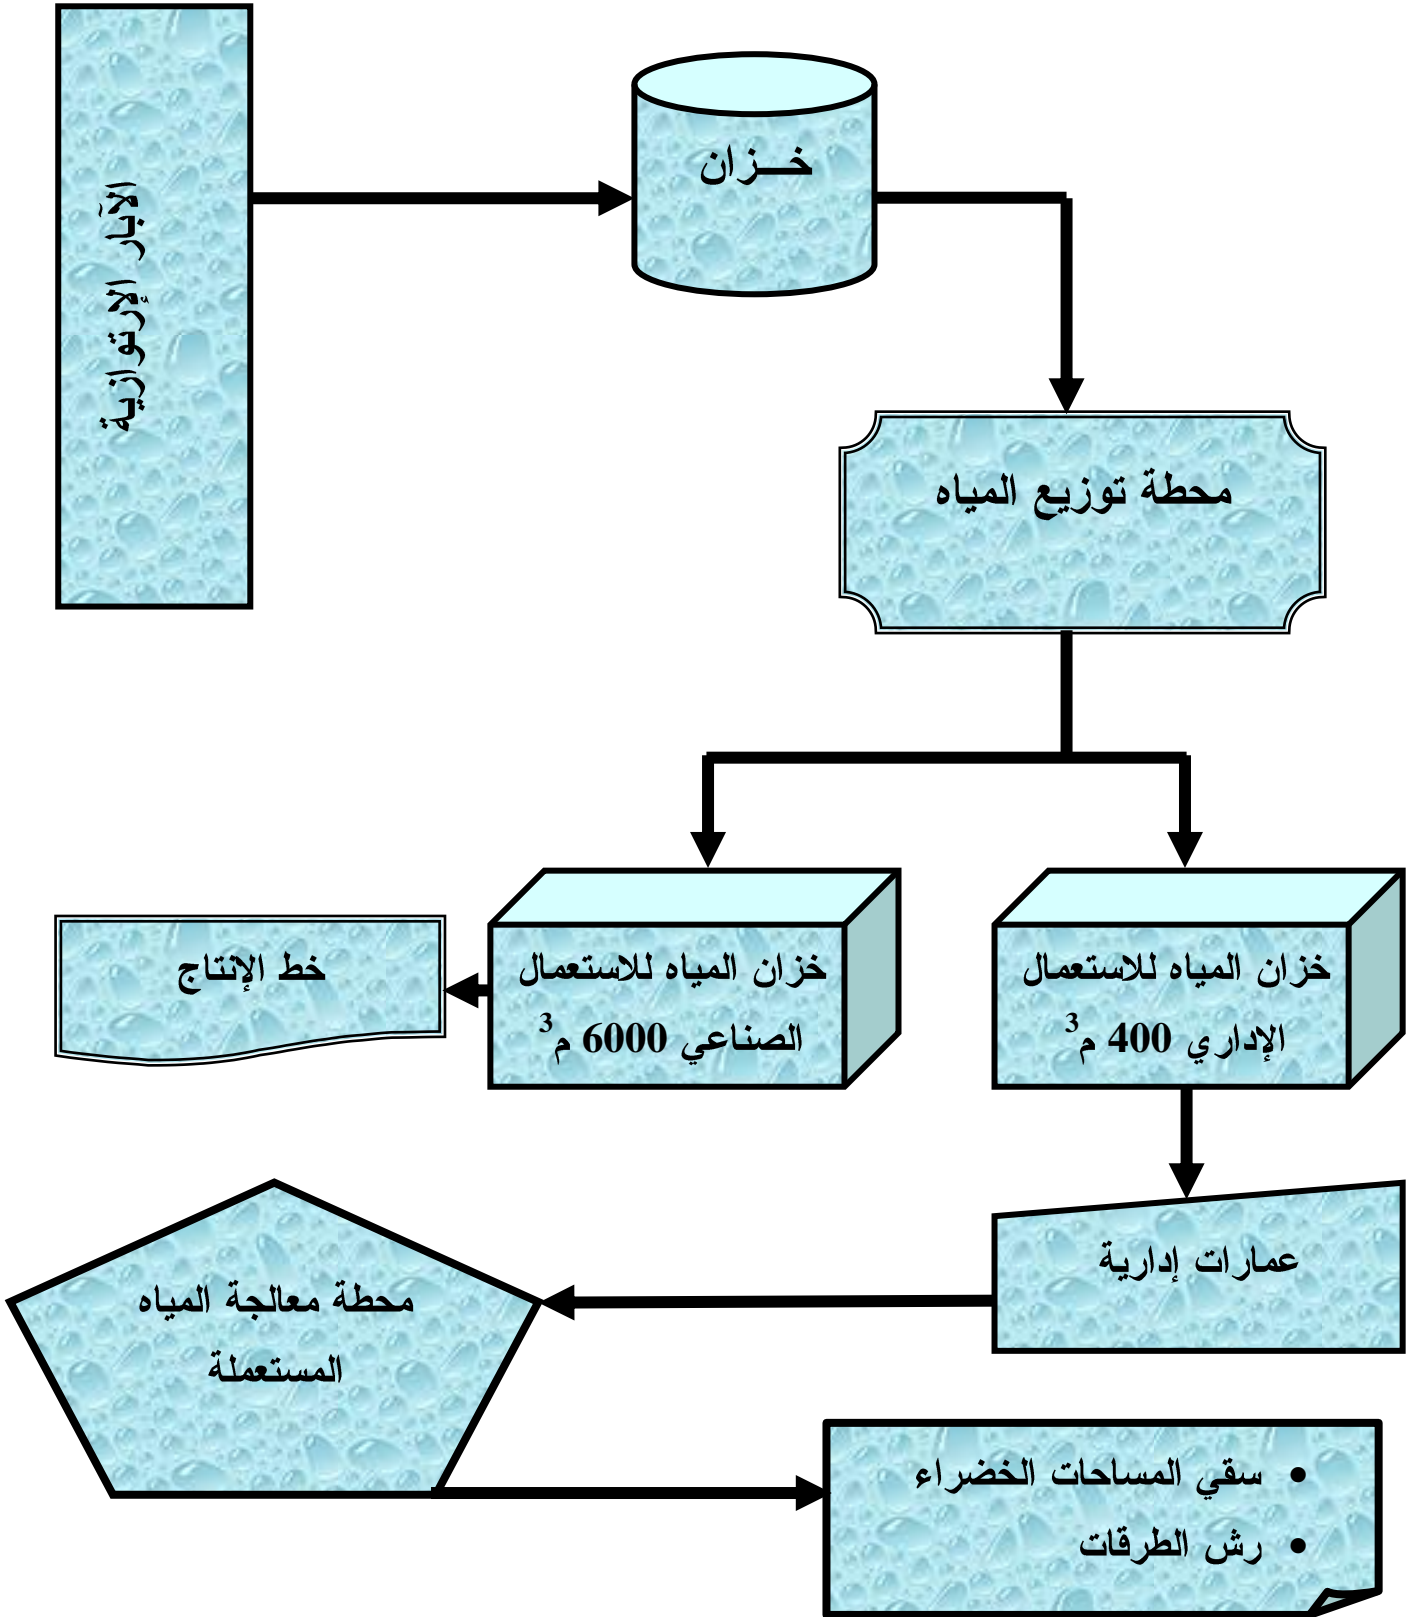 الآبار الإرتوازية
خـــزان
محطة توزيع المياه
خزان المياه للاستعمال
الإداري 400 م³
خزان المياه للاستعمال
الصناعي 6000 م³
خط الإنتاج
عمارات إدارية
محطة معالجة المياه
المستعملة
• سقي المساحات الخضراء
• رش الطرقات